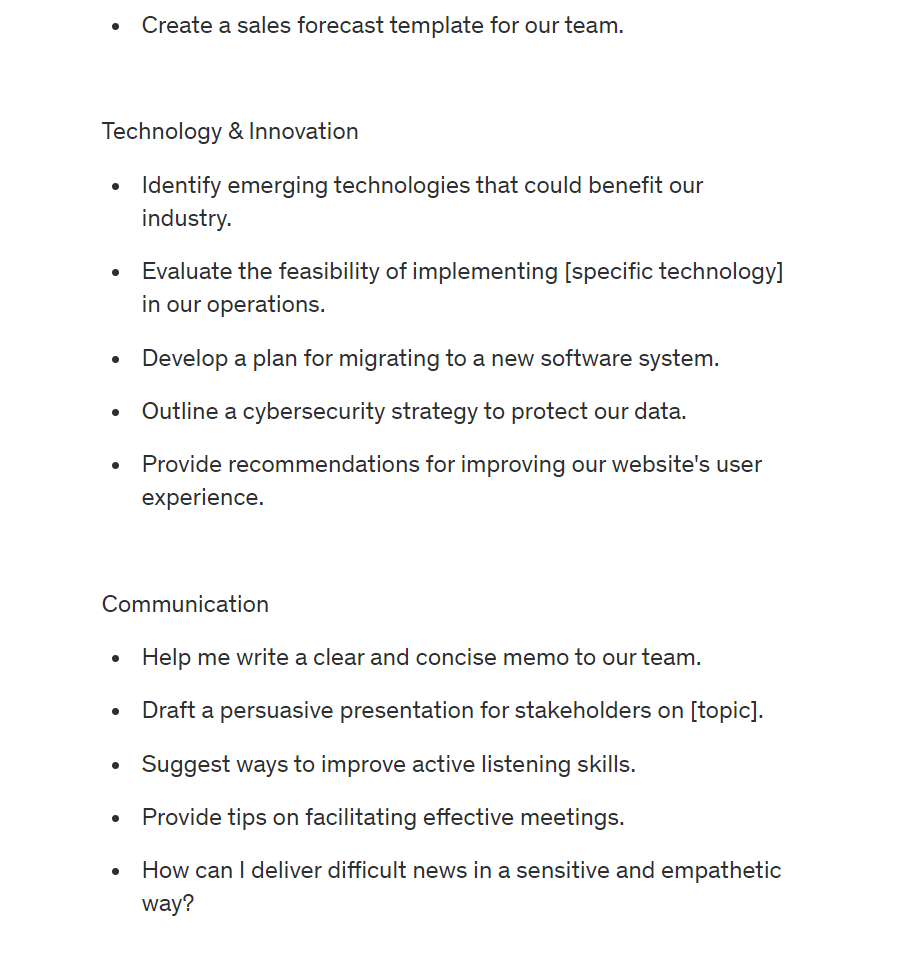 • Create a sales forecast template for our team.
Technology & Innovation
• Identify emerging technologies that could benefit our
industry.
• Evaluate the feasibility of implementing [specific technology]
in our operations.
• Develop a plan for migrating to a new software system.
• Outline a cybersecurity strategy to protect our data.
• Provide recommendations for improving our website's user
experience.
Communication
• Help me write a clear and concise memo to our team.
• Draft a persuasive presentation for stakeholders on [topic].
• Suggest ways to improve active listening skills.
• Provide tips on facilitating effective meetings.
• How can I deliver difficult news in a sensitive and empathetic
way?